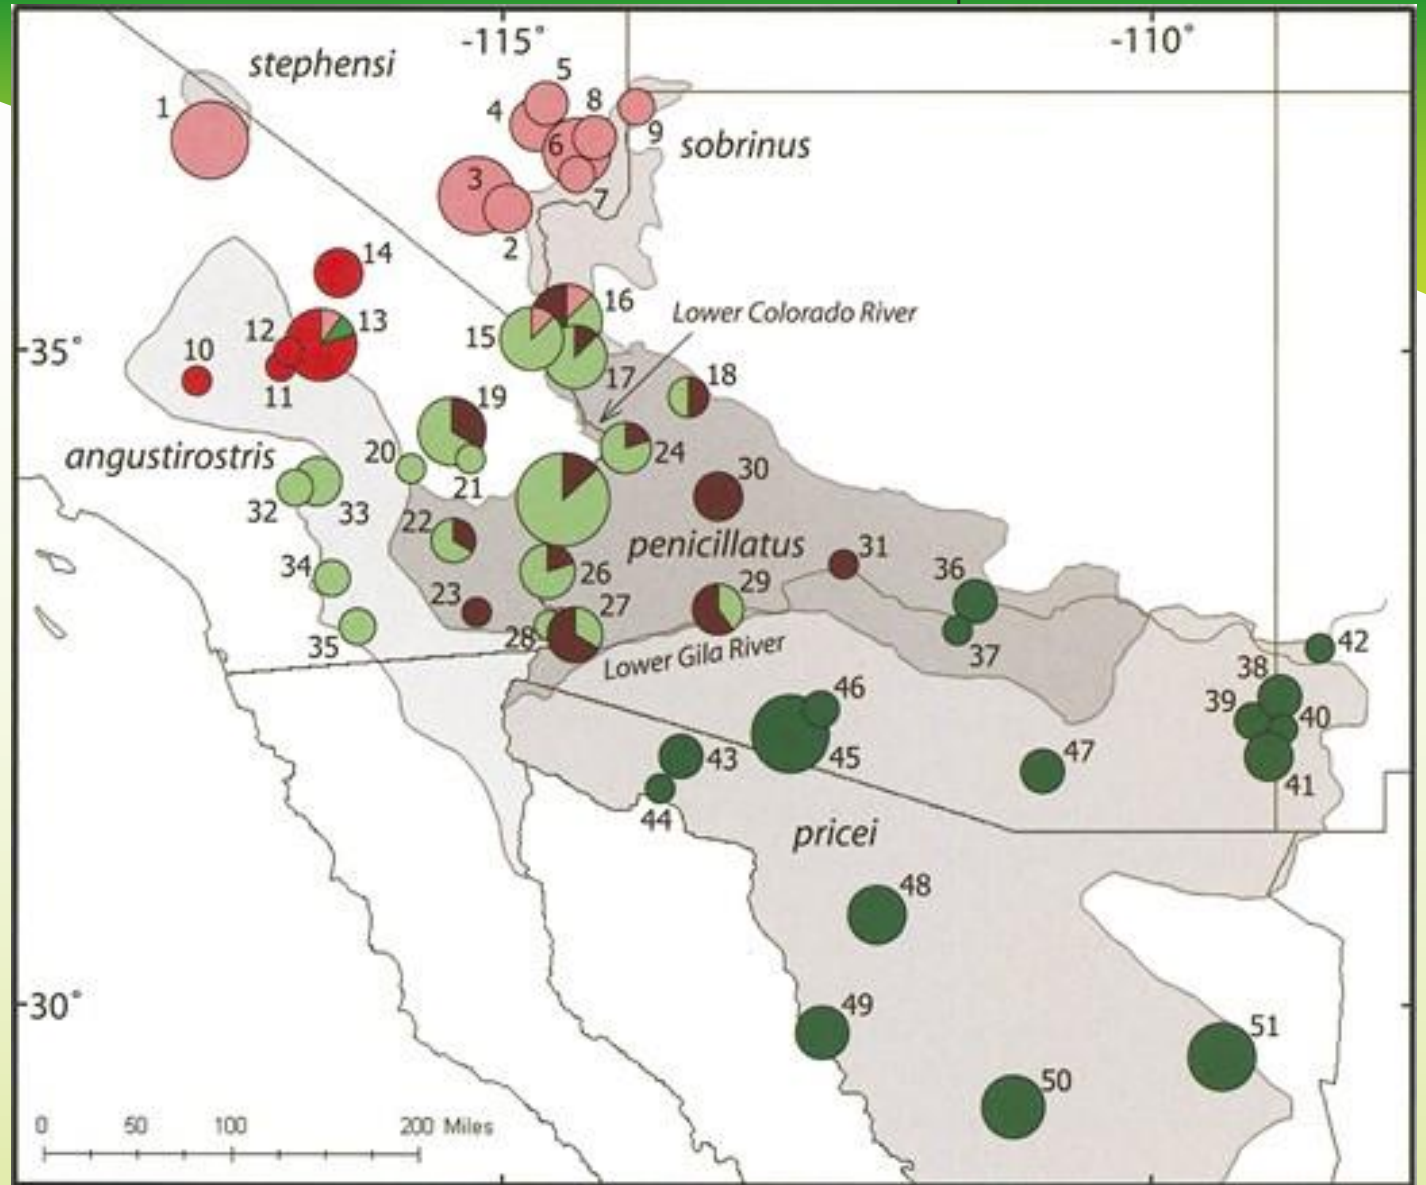 -115° -110°
stephensi
5
1 4 8
6 9
sobrinus
3
7
2
14
16
Lower Colorado River
12 13 15
35°
10
17
11 18
19
24
angustirostris 20
30
21
32 33 22
penicillatus
31
34 26 36
29
23
27
28
35 Lower Gila River 37 42
38
46
39 40
43 45 47
41
44
pricei
48
49
51
50
0 50 100 200 Miles
30°